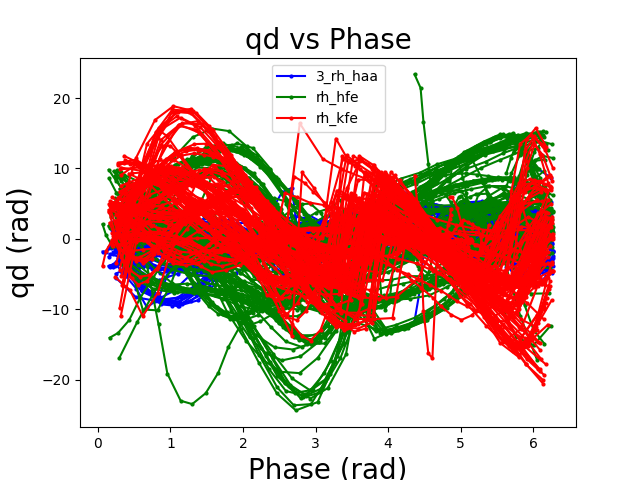 qd vs Phase
3_rh_haa
rh_hfe
rh_kfe
qd (rad)
20
10
0
−10
−20
0 1 2 3 4 5 6
Phase (rad)